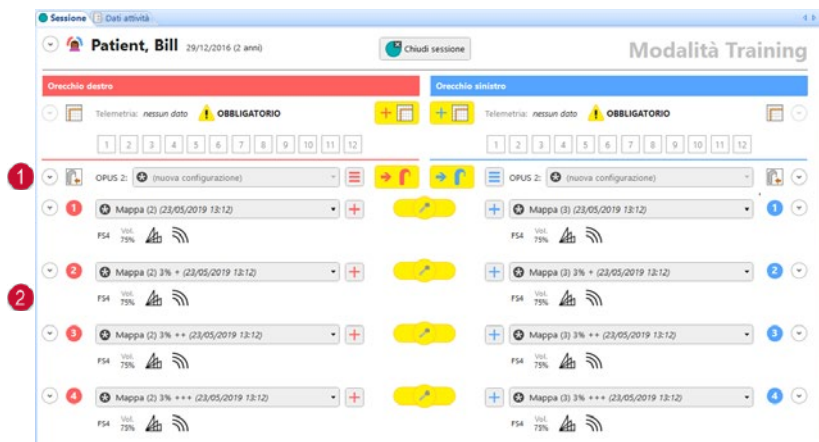 Sessione Dati attività
Patient, Bill 29/12/2016 (2 anni) Chiudi sessione Modalità Training
Orecchio destro Orecchio sinistro
Telemetria: nessun dato OBBLIGATORIO Telemetria: nessun dato OBBLIGATORIO
1 2 3 4 5 6 7 8 9 10 11 12 1 2 3 4 5 6 7 8 9 10 11 12
1 OPUS 2: (nuova configurazione) OPUS 2: (nuova configurazione)
1 Mappa (2) (23/05/2019 13:12) Mappa (3) (23/05/2019 13:12) 1
FS4 Vol. 75% FS4 Vol. 75%
2 Mappa (2) 3% + (23/05/2019 13:12) Mappa (3) 3% + (23/05/2019 13:12) 2
2 FS4 Vol. 75% FS4 Vol. 75%
3 Mappa (2) 3% ++ (23/05/2019 13:12) Mappa (3) 3% ++ (23/05/2019 13:12) 3
FS4 Vol. 75% FS4 Vol. 75%
4 Mappa (2) 3% +++ (23/05/2019 13:12) Mappa (3) 3% +++ (23/05/2019 13:12) 4
FS4 Vol. 75% FS4 Vol. 75%